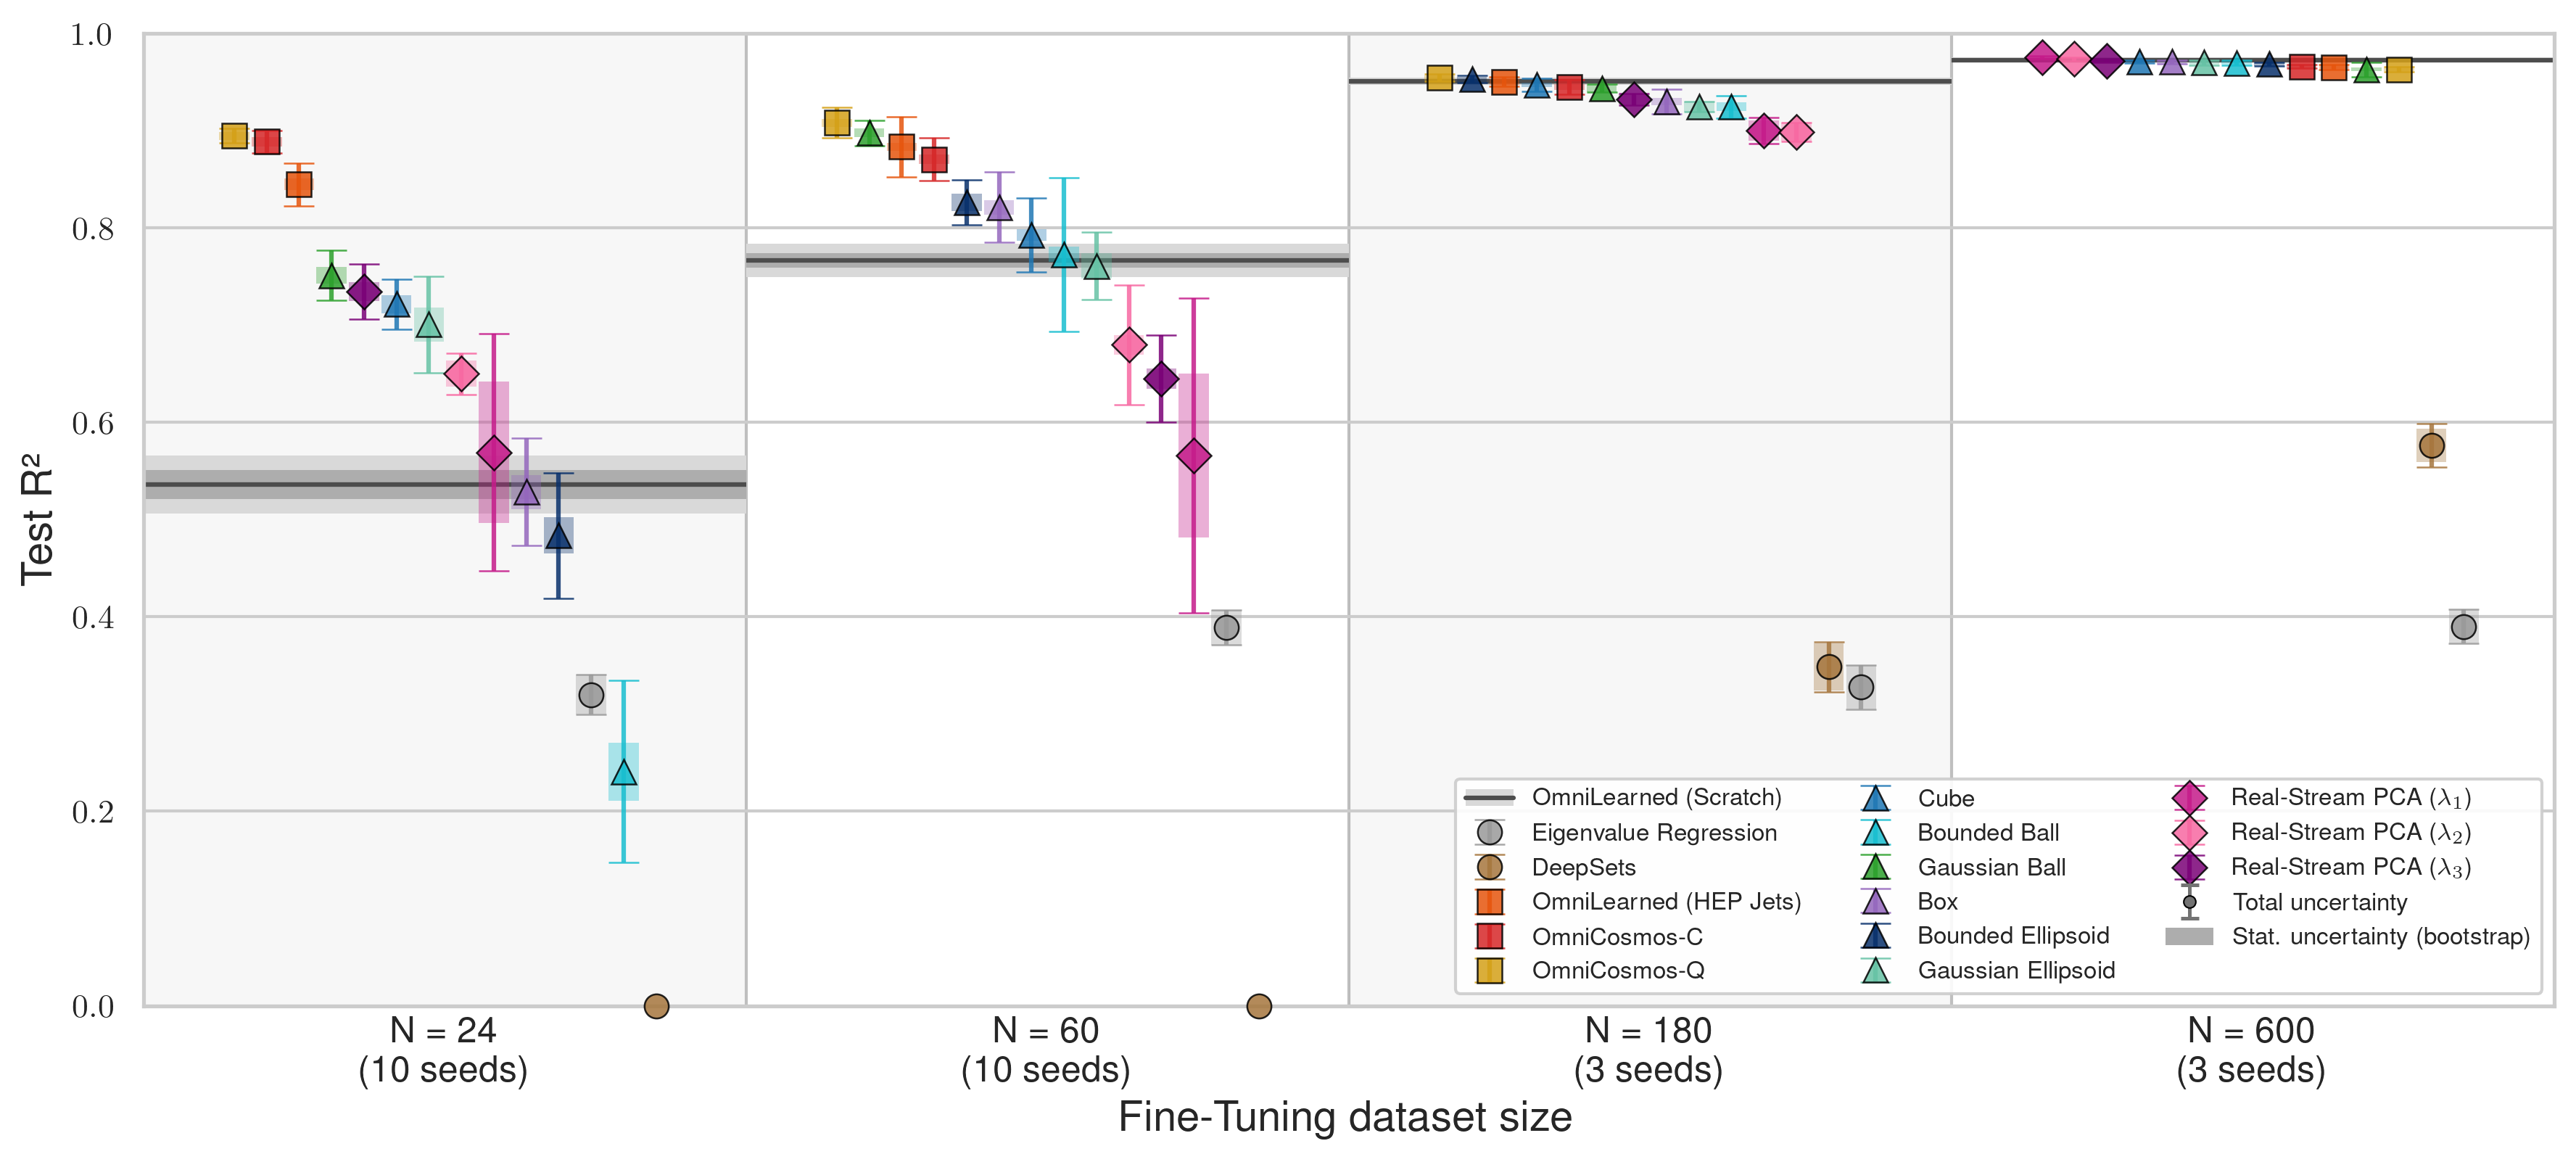 1.0
0.8
0.6
0.4
0.2
0.0
Test R²
OmniLearned (Scratch)
Eigenvalue Regression
DeepSets
OmniLearned (HEP Jets)
OmniCosmos-C
OmniCosmos-Q
Cube
Bounded Ball
Gaussian Ball
Box
Bounded Ellipsoid
Gaussian Ellipsoid
Real-Stream PCA (λ₁)
Real-Stream PCA (λ₂)
Real-Stream PCA (λ₃)
Total uncertainty
Stat. uncertainty (bootstrap)
N = 24
(10 seeds)
N = 60
(10 seeds)
N = 180
(3 seeds)
N = 600
(3 seeds)
Fine-Tuning dataset size